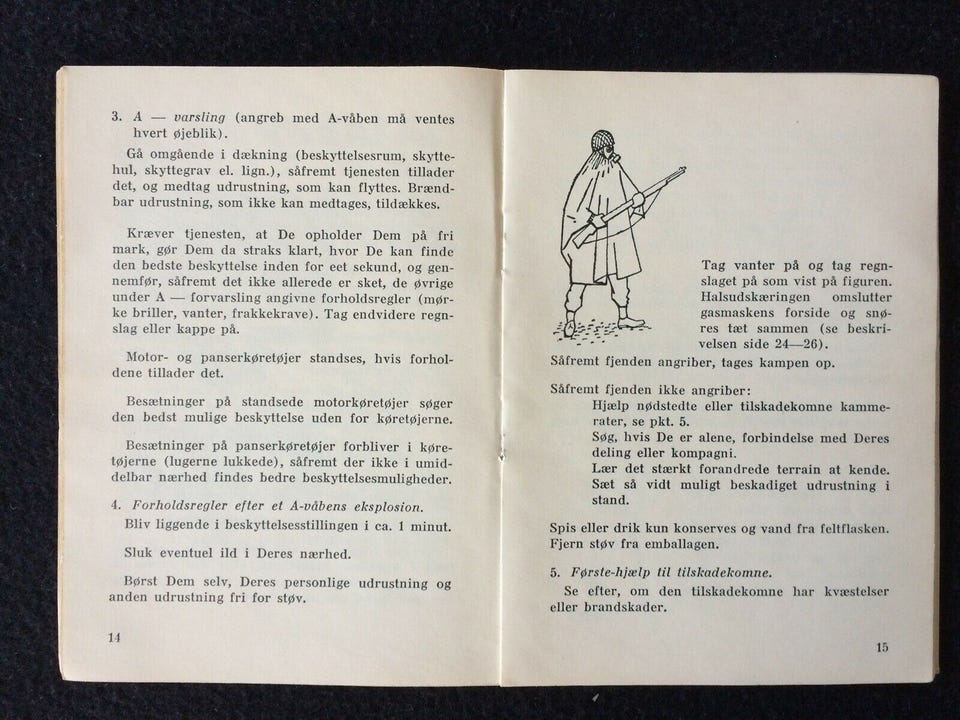 3. A — varsling (angreb med A-våben må ventes
hvert øjeblik).
Gå omgående i dækning (beskyttelsesrum, skytte-
hul, skyttegrav el. lign.), såfremt tjenesten tillader
det, og medtag udrustning, som kan flyttes. Brænd-
bar udrustning, som ikke kan medtages, tildækkes.
Kræver tjenesten, at De opholder Dem på fri
mark, gør Dem da straks klart, hvor De kan finde
den bedste beskyttelse inden for eet sekund, og gen-
nemfør, såfremt det ikke allerede er sket, de øvrige
under A — forvarsling angivne forholdsregler (mør-
ke briller, vanter, frakkekrave). Tag endvidere regn-
slag eller kappe på.
Motor- og panserkøretøjer standses, hvis forhol-
dene tillader det.
Besætninger på standsede motorkøretøjer søger
den bedst mulige beskyttelse uden for køretøjerne.
Besætninger på panserkøretøjer forbliver i køre-
tøjerne (lugerne lukkede), såfremt der ikke i umid-
delbar nærhed findes bedre beskyttelsesmuligheder.
4. Forholdsregler efter et A-våbens eksplosion.
Bliv liggende i beskyttelsesstillingen i ca. 1 minut.
Sluk eventuel ild i Deres nærhed.
Børst Dem selv, Deres personlige udrustning og
anden udrustning fri for støv.
14
Tag vanter på og tag regn-
slaget på som vist på figuren.
Halsudskæringen omslutter
gasmaskens forside og snø-
res tæt sammen (se beskri-
velsen side 24—26).
Såfremt fjenden angriber, tages kampen op.
Såfremt fjenden ikke angriber:
Hjælp nødstedte eller tilskadekomne kamme-
rater, se pkt. 5.
Søg, hvis De er alene, forbindelse med Deres
deling eller kompagni.
Lær det stærkt forandrede terrain at kende.
Sæt så vidt muligt beskadiget udrustning i
stand.
Spis eller drik kun konserves og vand fra feltflasken.
Fjern støv fra emballagen.
5. Første-hjælp til tilskadekomne.
Se efter, om den tilskadekomne har kvæstelser
eller brandskader.
15